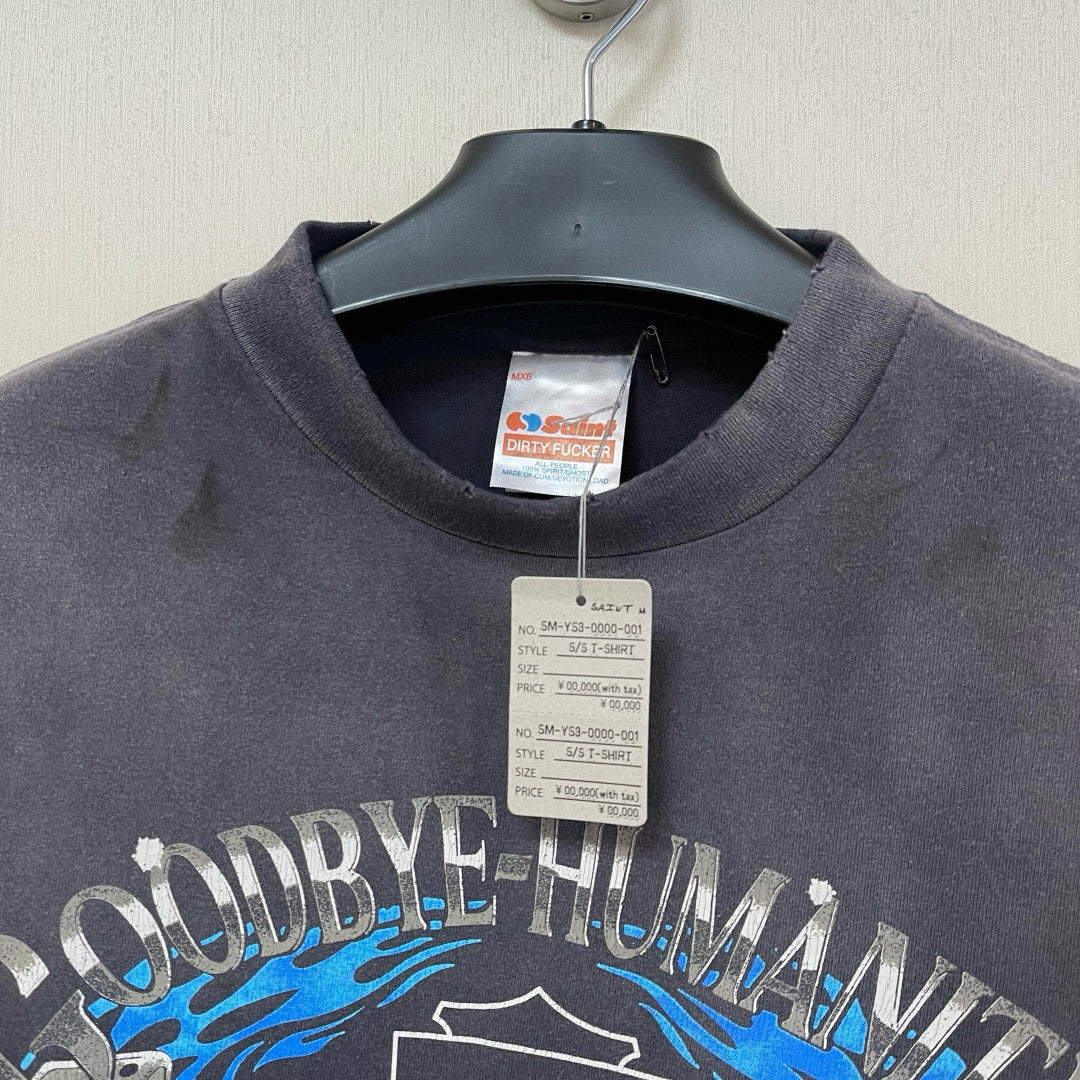 MX6
Saint
DIRTY FUCKER
ALL-PEOPLE
100% SPIRIT/GHOST
MADE OF CUM/DEVOTION LOAD
SAINT M
NO. SM-YS3-0000-001
STYLE S/S T-SHIRT
SIZE
PRICE ¥00,000(with tax)
¥00,000
NO. SM-YS3-0000-001
STYLE S/S T-SHIRT
SIZE
PRICE ¥00,000(with tax)
¥00,000
GOODBYE-HUMANIT